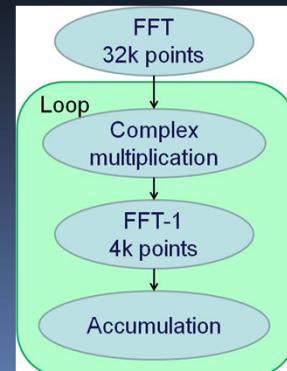 FFT
32k points
Loop
Complex
multiplication
FFT-1
4k points
Accumulation